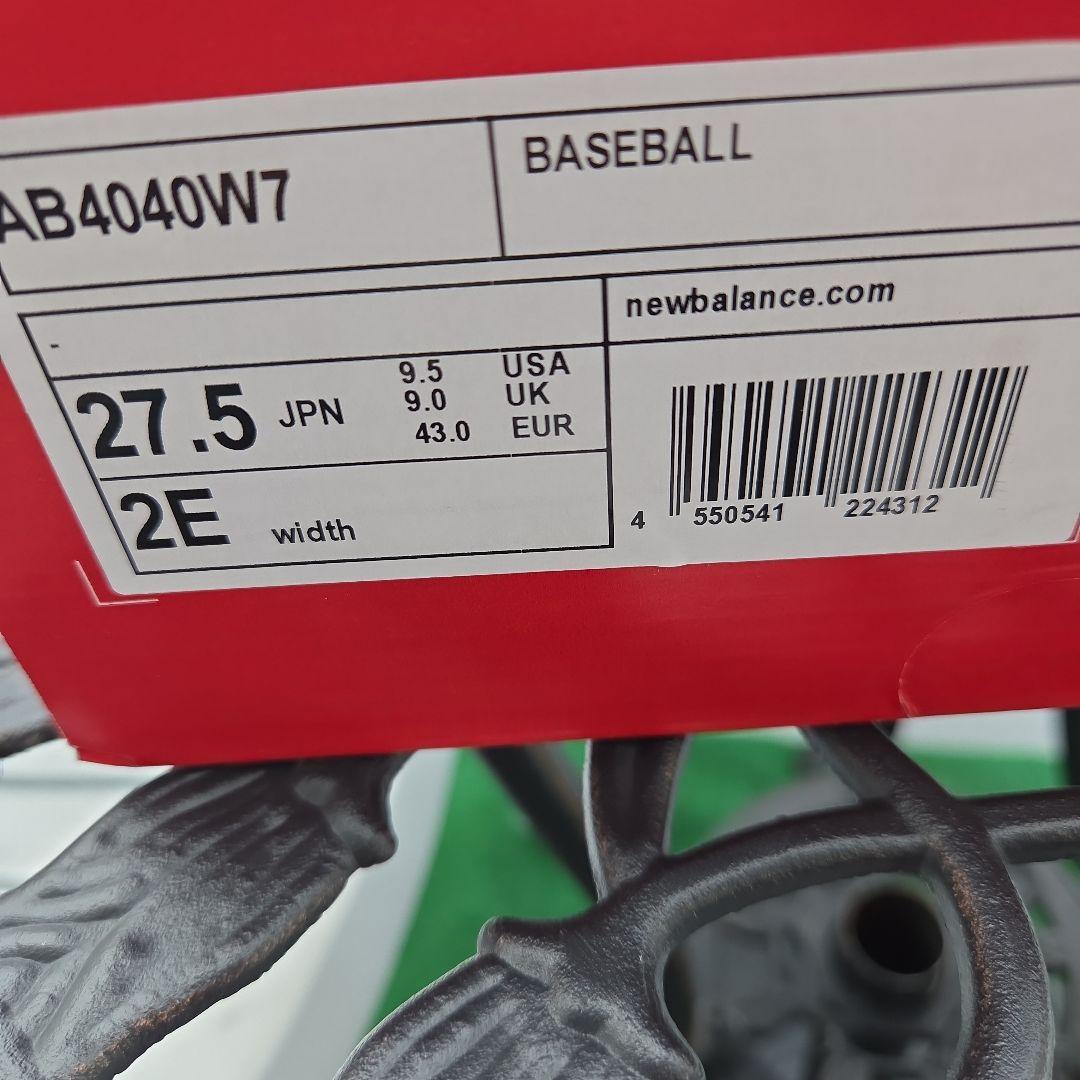 AB4040W7
BASEBALL
newbalance.com
-
27.5 JPN
9.5 USA
9.0 UK
43.0 EUR
2E width
4 550541 224312